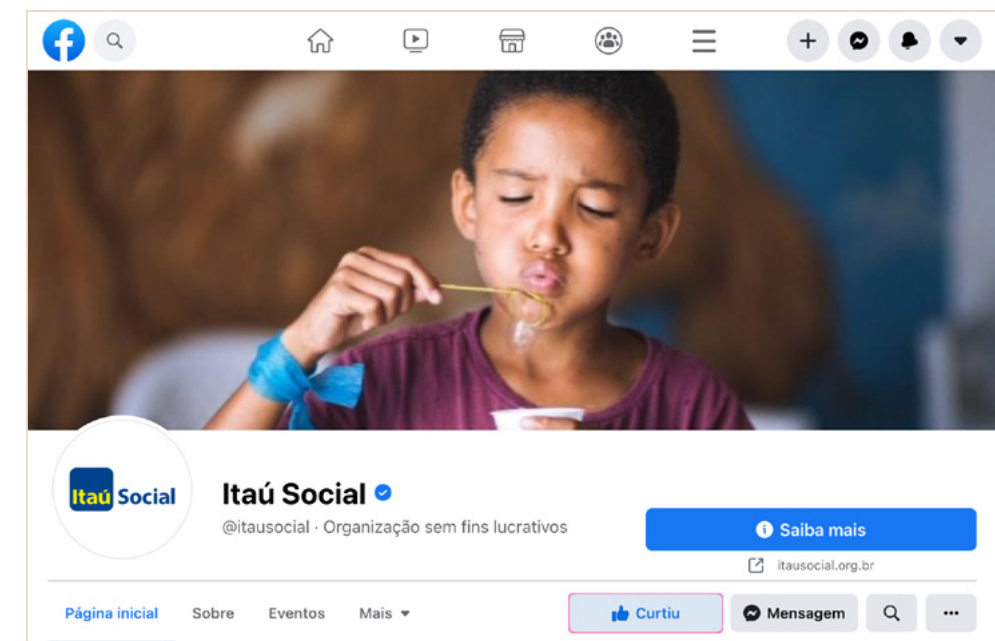 Itaú Social
Itaú Social
@itausocial · Organização sem fins lucrativos
Saiba mais
itausocial.org.br
Página inicial Sobre Eventos Mais Curtiu Mensagem